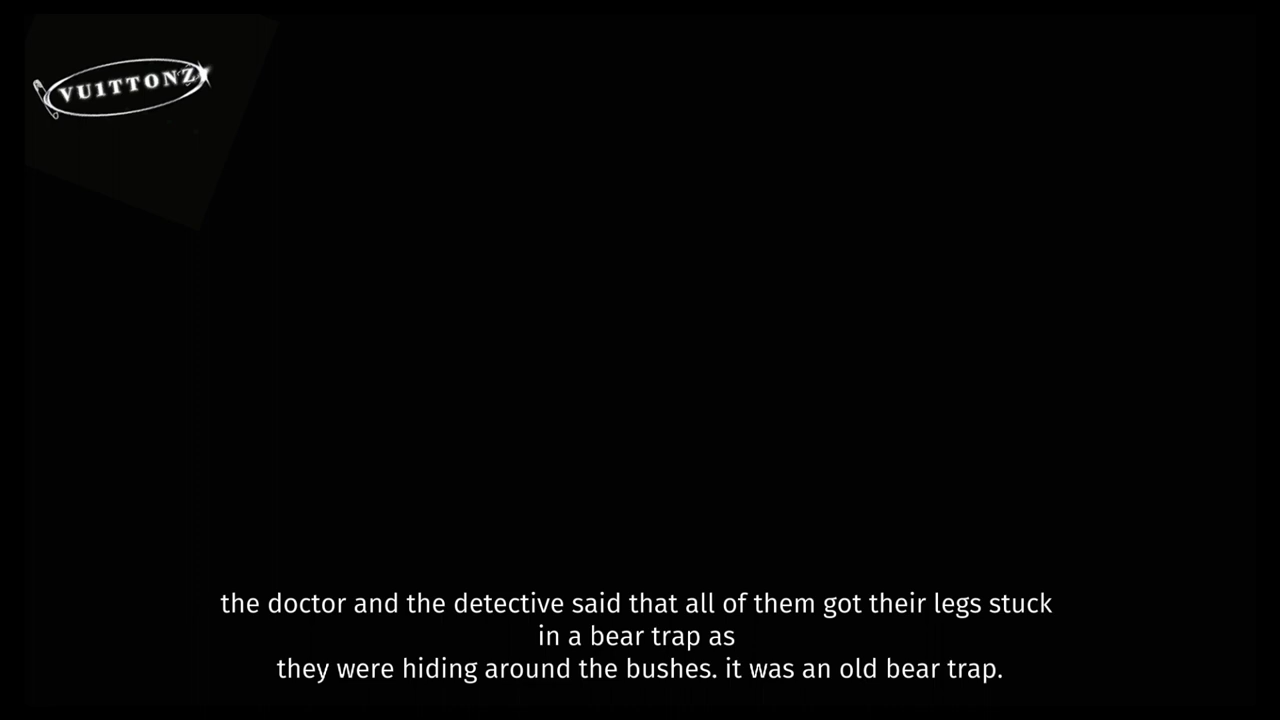 VU1TTONZ
the doctor and the detective said that all of them got their legs stuck
in a bear trap as
they were hiding around the bushes. it was an old bear trap.